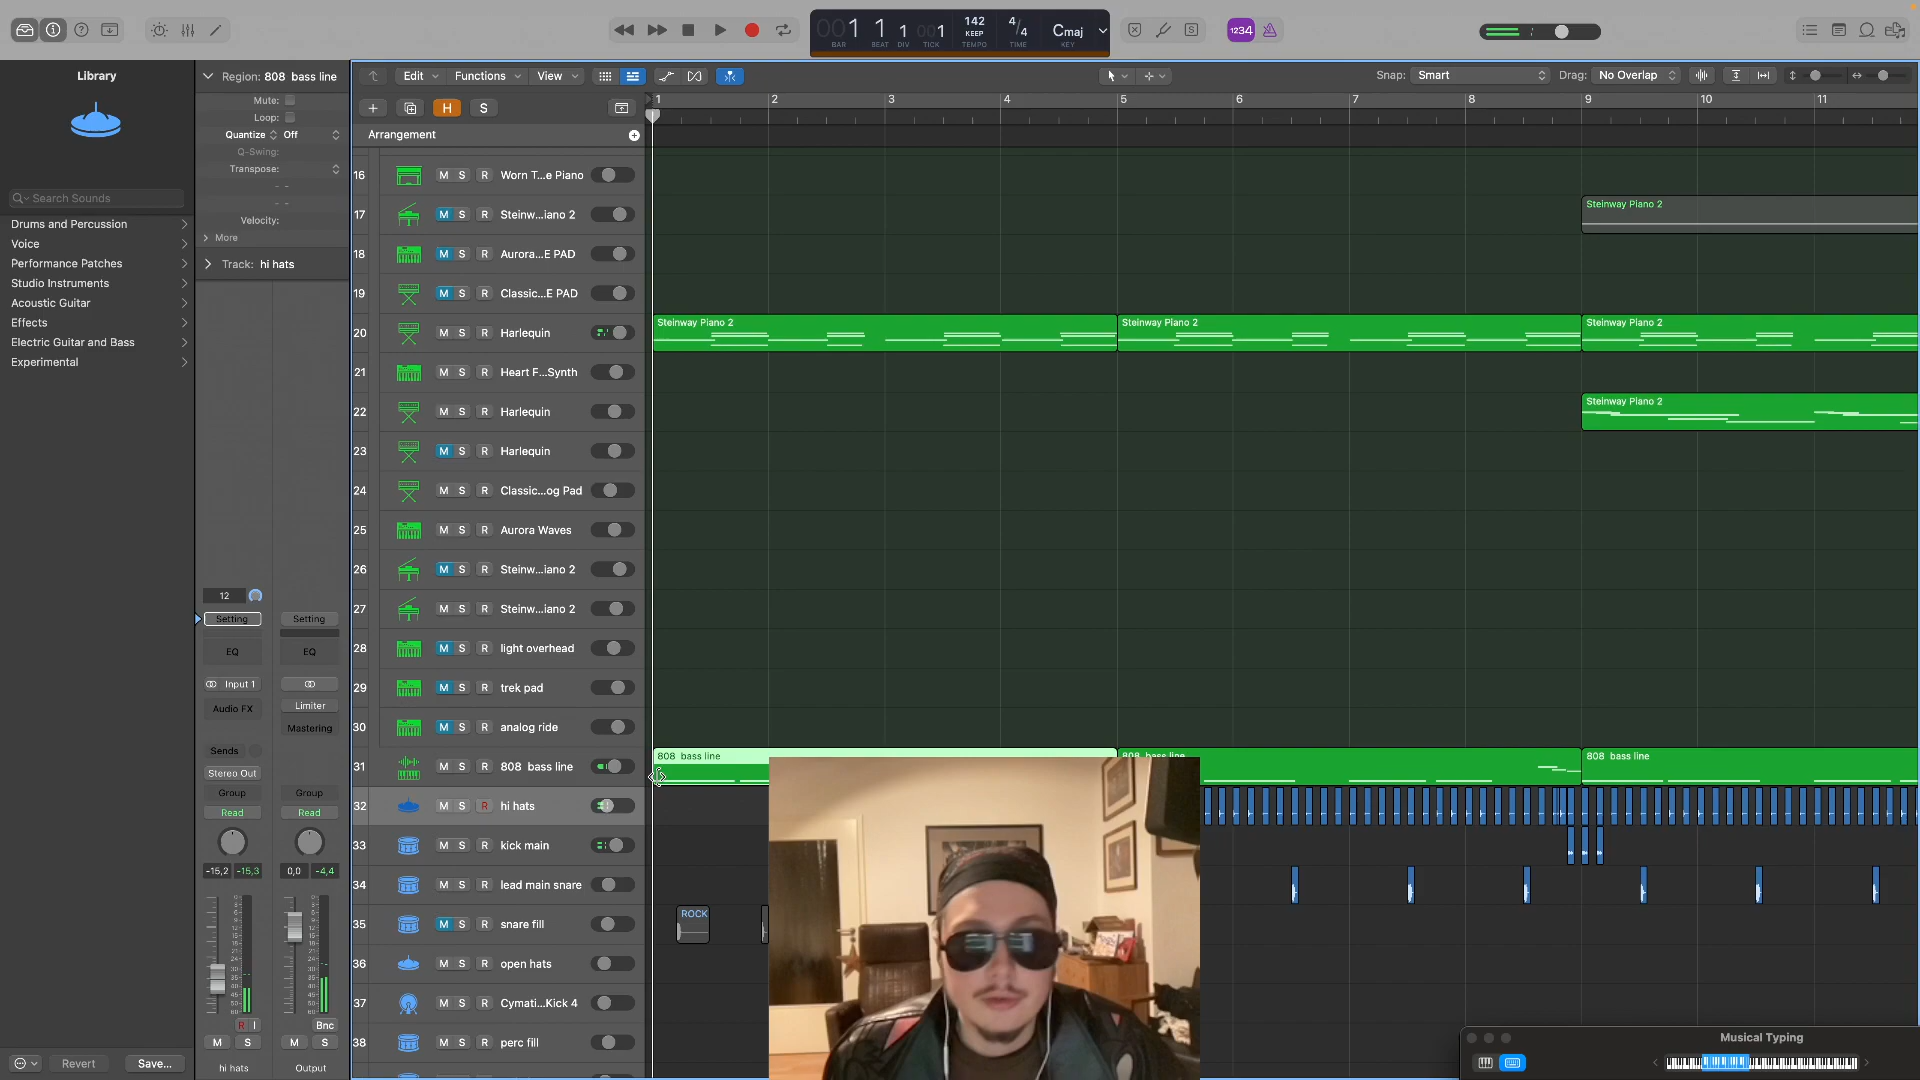 001 1 1 001
BAR BEAT DIV TICK
142
KEEP
TEMPO
4/4
TIME
Cmaj
KEY
1234
Library
Search Sounds
Drums and Percussion
Voice
Performance Patches
Studio Instruments
Acoustic Guitar
Effects
Electric Guitar and Bass
Experimental
Revert
Save...
Region: 808 bass line
Mute:
Loop:
Quantize Off
Q-Swing:
Transpose:
Velocity:
More
Track: hi hats
12
Setting Setting
EQ EQ
Input 1
Audio FX
Limiter
Mastering
Sends
Stereo Out
Group Group
Read Read
-15,2 -15,3 0,0 -4,4
R I Bnc
M S M S
hi hats Output
Edit Functions View
Snap: Smart Drag: No Overlap
H S
1 2 3 4 5 6 7 8 9 10 11
Arrangement
16 M S R Worn T...e Piano
17 M S R Steinw...iano 2
Steinway Piano 2
18 M S R Aurora...E PAD
19 M S R Classic...E PAD
20 M S R Harlequin
Steinway Piano 2 Steinway Piano 2 Steinway Piano 2
21 M S R Heart F...Synth
22 M S R Harlequin
Steinway Piano 2
23 M S R Harlequin
24 M S R Classic...og Pad
25 M S R Aurora Waves
26 M S R Steinw...iano 2
27 M S R Steinw...iano 2
28 M S R light overhead
29 M S R trek pad
30 M S R analog ride
31 M S R 808 bass line
808 bass line 808 bass line 808 bass line
32 M S R hi hats
33 M S R kick main
34 M S R lead main snare
35 M S R snare fill
ROCK
36 M S R open hats
37 M S R Cymati...Kick 4
38 M S R perc fill
Musical Typing